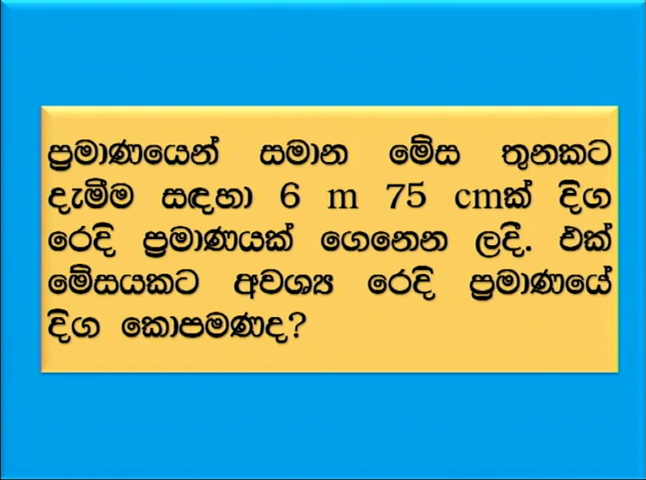 ප්‍රමාණයෙන් සමාන මේස තුනකට
දැමීම සඳහා 6 m 75 cmක් දිග
රෙදි ප්‍රමාණයක් ගෙනෙන ලදි. එක්
මේසයකට අවශ්‍ය රෙදි ප්‍රමාණයේ
දිග කොපමණද?